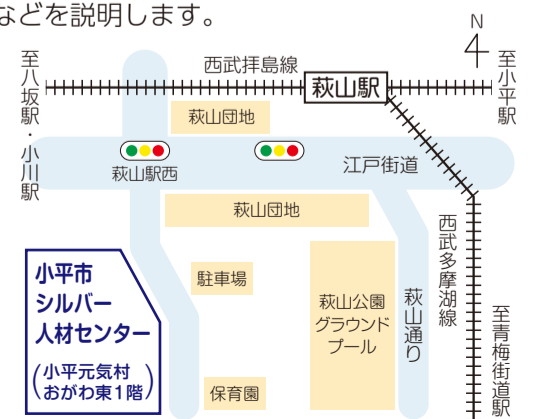 などを説明します。
N
至八坂駅・小川駅
西武拝島線
萩山駅
至小平駅
萩山団地
萩山駅西
江戸街道
萩山団地
西武多摩湖線
小平市
シルバー
人材センター
(小平元気村
おがわ東1階)
駐車場
萩山公園
グラウンド
プール
萩山通り
至青梅街道駅
保育園